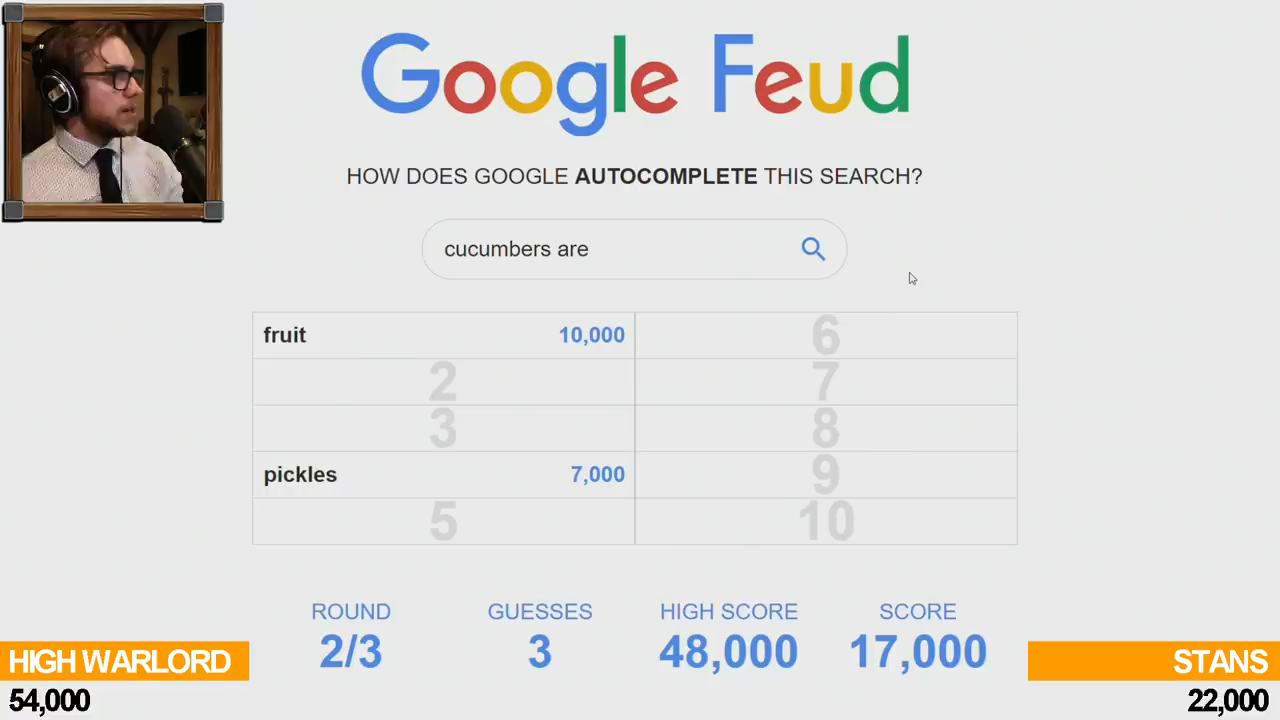 Google Feud
HOW DOES GOOGLE AUTOCOMPLETE THIS SEARCH?
cucumbers are
fruit 10,000
6
2
7
3
8
pickles 7,000
9
5
10
ROUND GUESSES HIGH SCORE SCORE
2/3 3 48,000 17,000
HIGH WARLORD
54,000
STANS
22,000